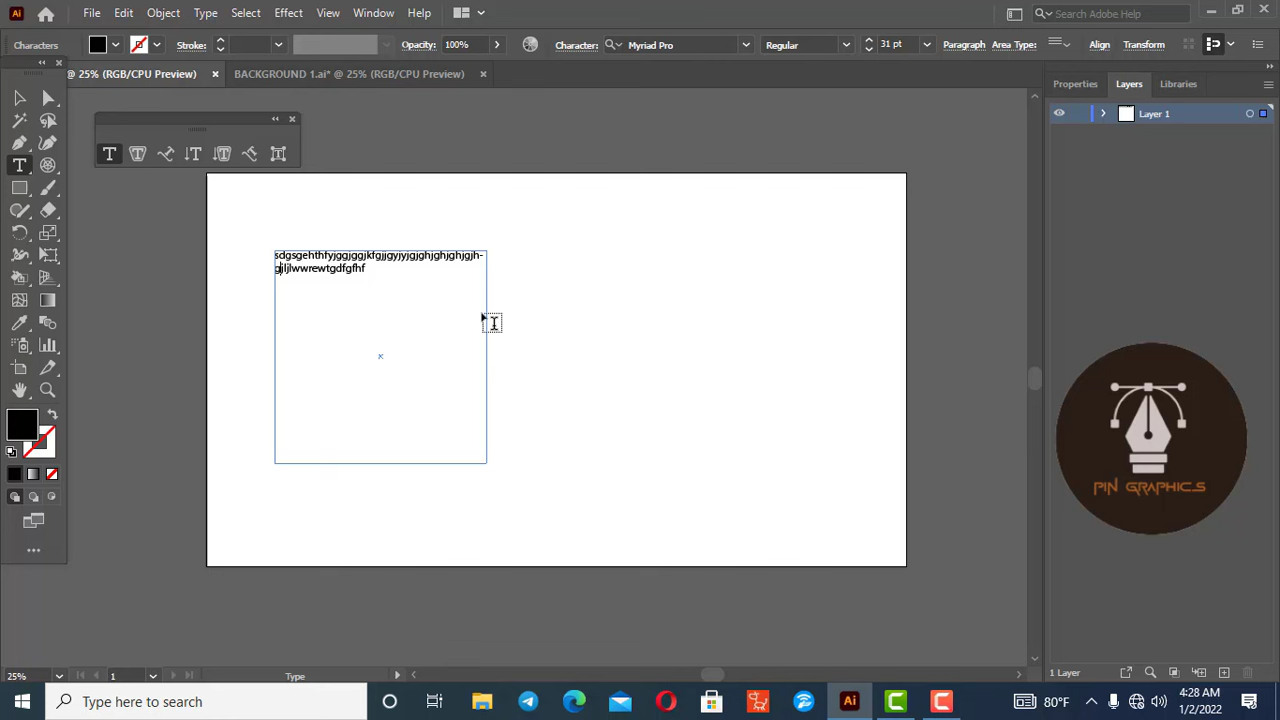 Ai File Edit Object Type Select Effect View Window Help Search Adobe Help
Characters Stroke: Opacity: 100% Character: Myriad Pro Regular 31 pt Paragraph Area Type: Align Transform
@ 25% (RGB/CPU Preview) BACKGROUND 1.ai* @ 25% (RGB/CPU Preview)
Properties Layers Libraries
Layer 1
PIN GRAPHICS
25% 1 Type 1 Layer
Type here to search Ai 80°F 4:28 AM
1/2/2022